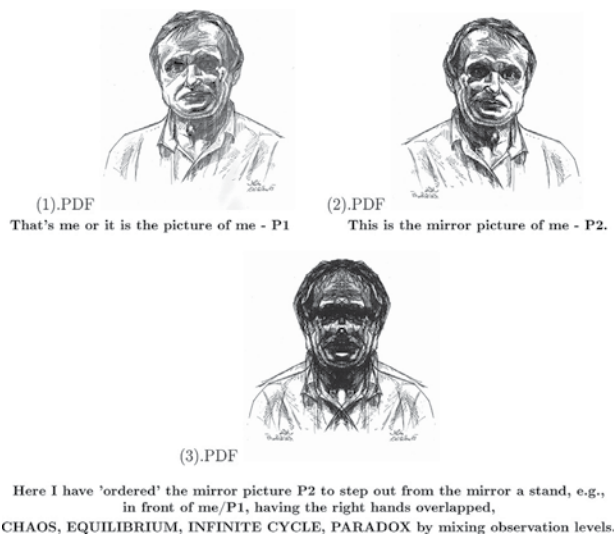 (1).PDF
(2).PDF
That's me or it is the picture of me - P1
This is the mirror picture of me - P2.
(3).PDF
Here I have 'ordered' the mirror picture P2 to step out from the mirror a stand, e.g.,
in front of me/P1, having the right hands overlapped,
CHAOS, EQUILIBRIUM, INFINITE CYCLE, PARADOX by mixing observation levels.